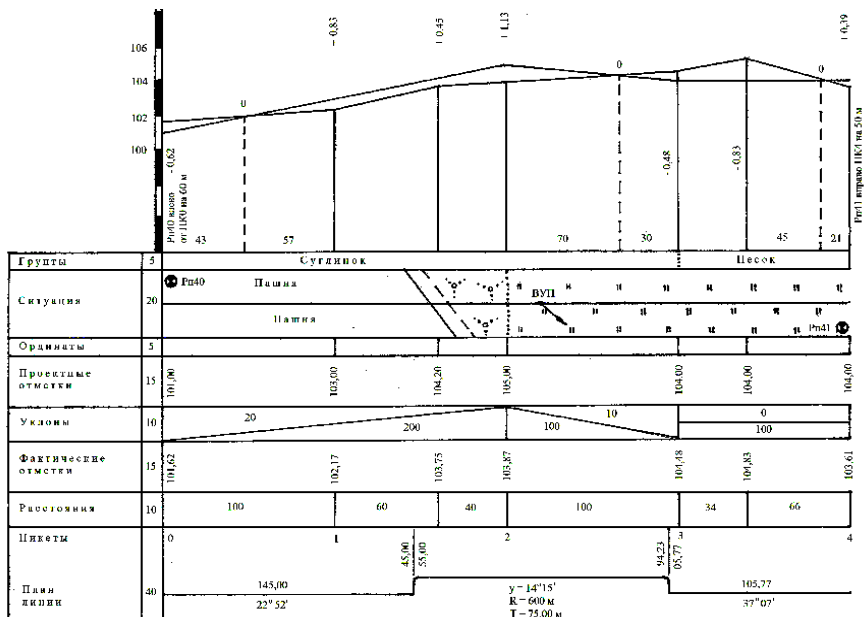 + 0,83
+ 0,45
+ 1,13
+ 0,39
106
104
102
100
0
0
0
- 0,62
- 0,48
- 0,83
Рп40 влево
от ПК0 на 60 м
Рп41 вправо ПК4 на 50 м
43
57
70
30
45
21
Грунты
5
Суглинок
Песок
Ситуация
20
Рп40
Пашня
ВУП
Пашня
Рп41
Ординаты
5
Проектные
отметки
15
101,00
103,00
104,20
105,00
104,00
104,00
104,00
Уклоны
10
20
200
10
100
0
100
Фактические
отметки
15
101,62
102,17
103,75
103,87
104,48
104,83
103,61
Расстояния
10
100
60
40
100
34
66
Пикеты
0
1
2
3
4
45,00
55,00
94,23
05,77
План
линии
40
145,00
22°52'
у = 14°15'
R = 600 м
Т = 75,00 м
105,77
37°07'